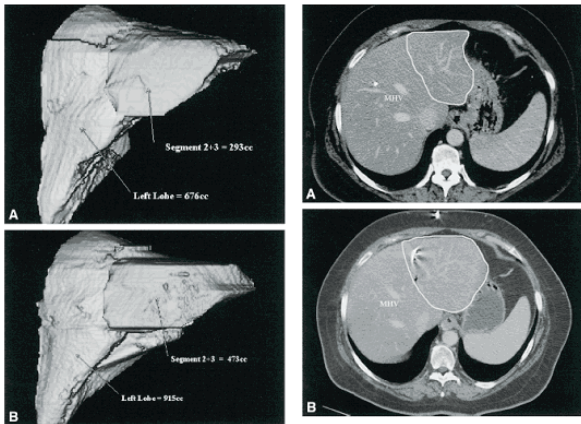 Segment 2+3 = 293cc
Left Lobe = 676cc
A
Segment 2+3 = 473cc
Left Lobe = 915cc
B
MHV
A
MHV
B